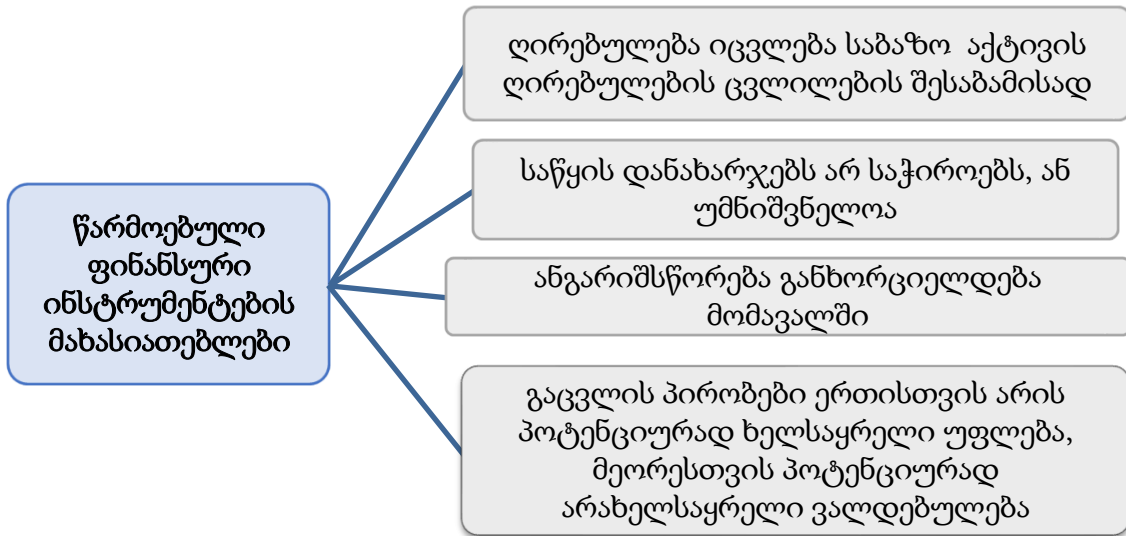 წარმოებული
ფინანსური
ინსტრუმენტების
მახასიათებლები
ღირებულება იცვლება საბაზო აქტივის
ღირებულების ცვლილების შესაბამისად
საწყის დანახარჯებს არ საჭიროებს, ან
უმნიშვნელოა
ანგარიშსწორება განხორციელდება
მომავალში
გაცვლის პირობები ერთისთვის არის
პოტენციურად ხელსაყრელი უფლება,
მეორესთვის პოტენციურად
არახელსაყრელი ვალდებულება